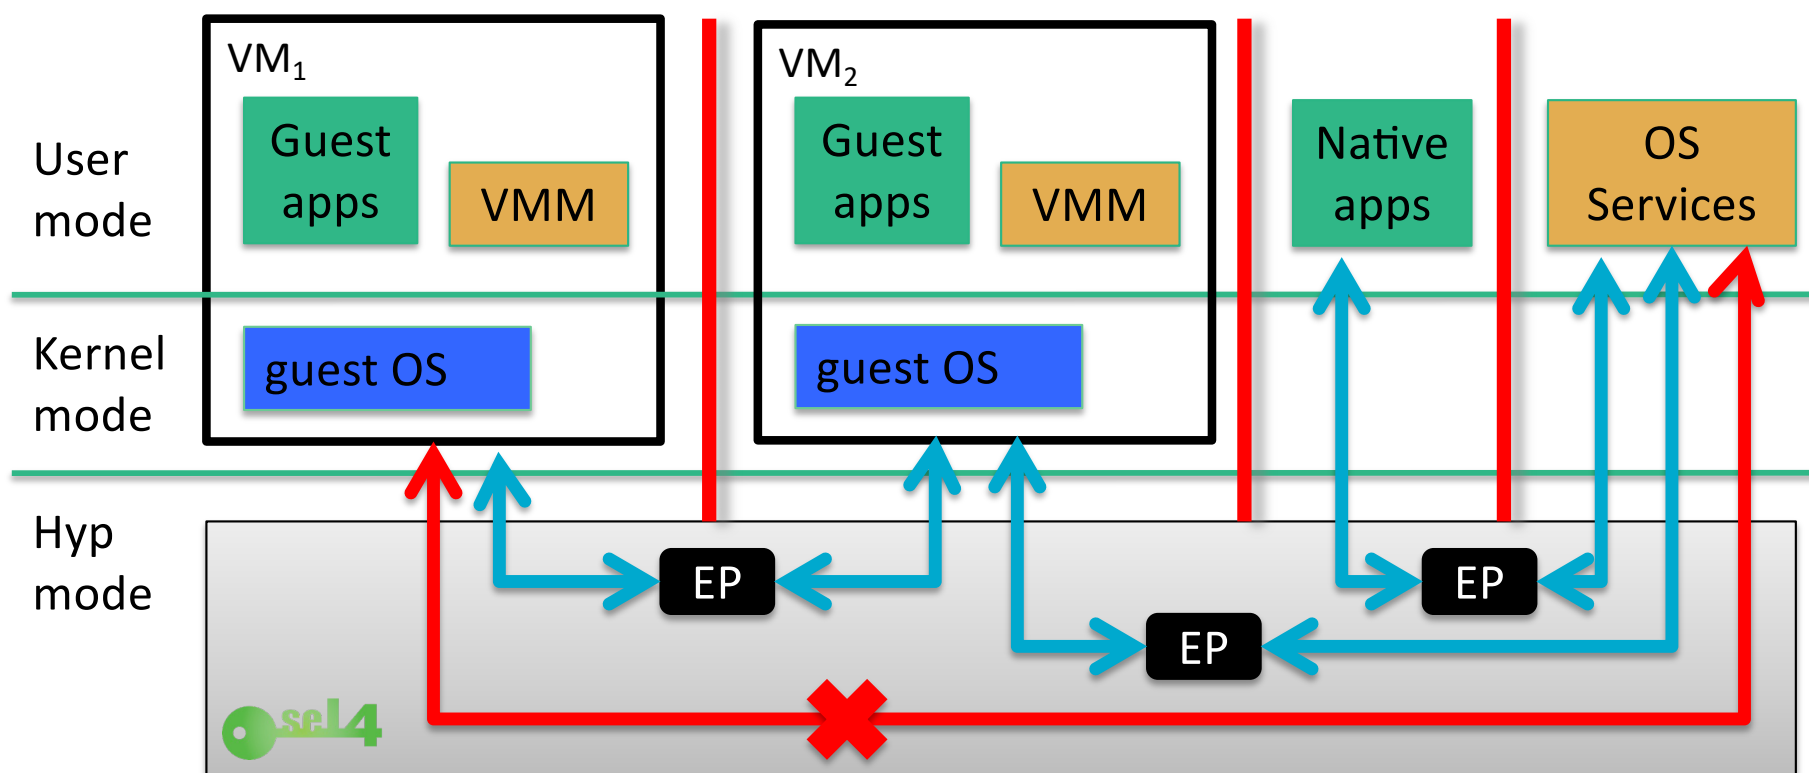 User
mode
VM1
Guest
apps
VMM
VM2
Guest
apps
VMM
Native
apps
OS
Services
Kernel
mode
guest OS
guest OS
Hyp
mode
EP
EP
EP
seL4